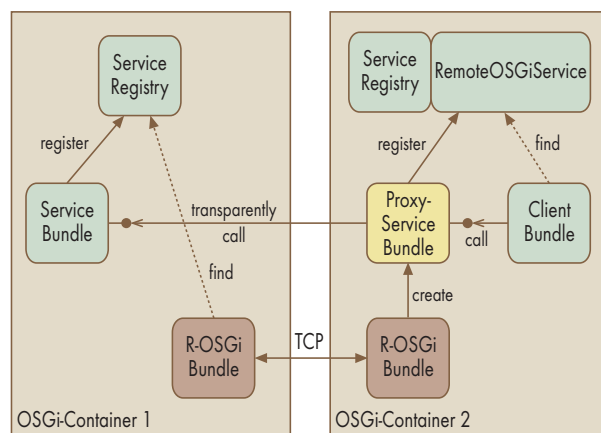 Service
Registry
register
Service
Bundle
find
R-OSGi
Bundle
OSGi-Container 1
transparently
call
TCP
Service
Registry
RemoteOSGiService
register
find
Proxy-
Service
Bundle
call
Client
Bundle
create
R-OSGi
Bundle
OSGi-Container 2